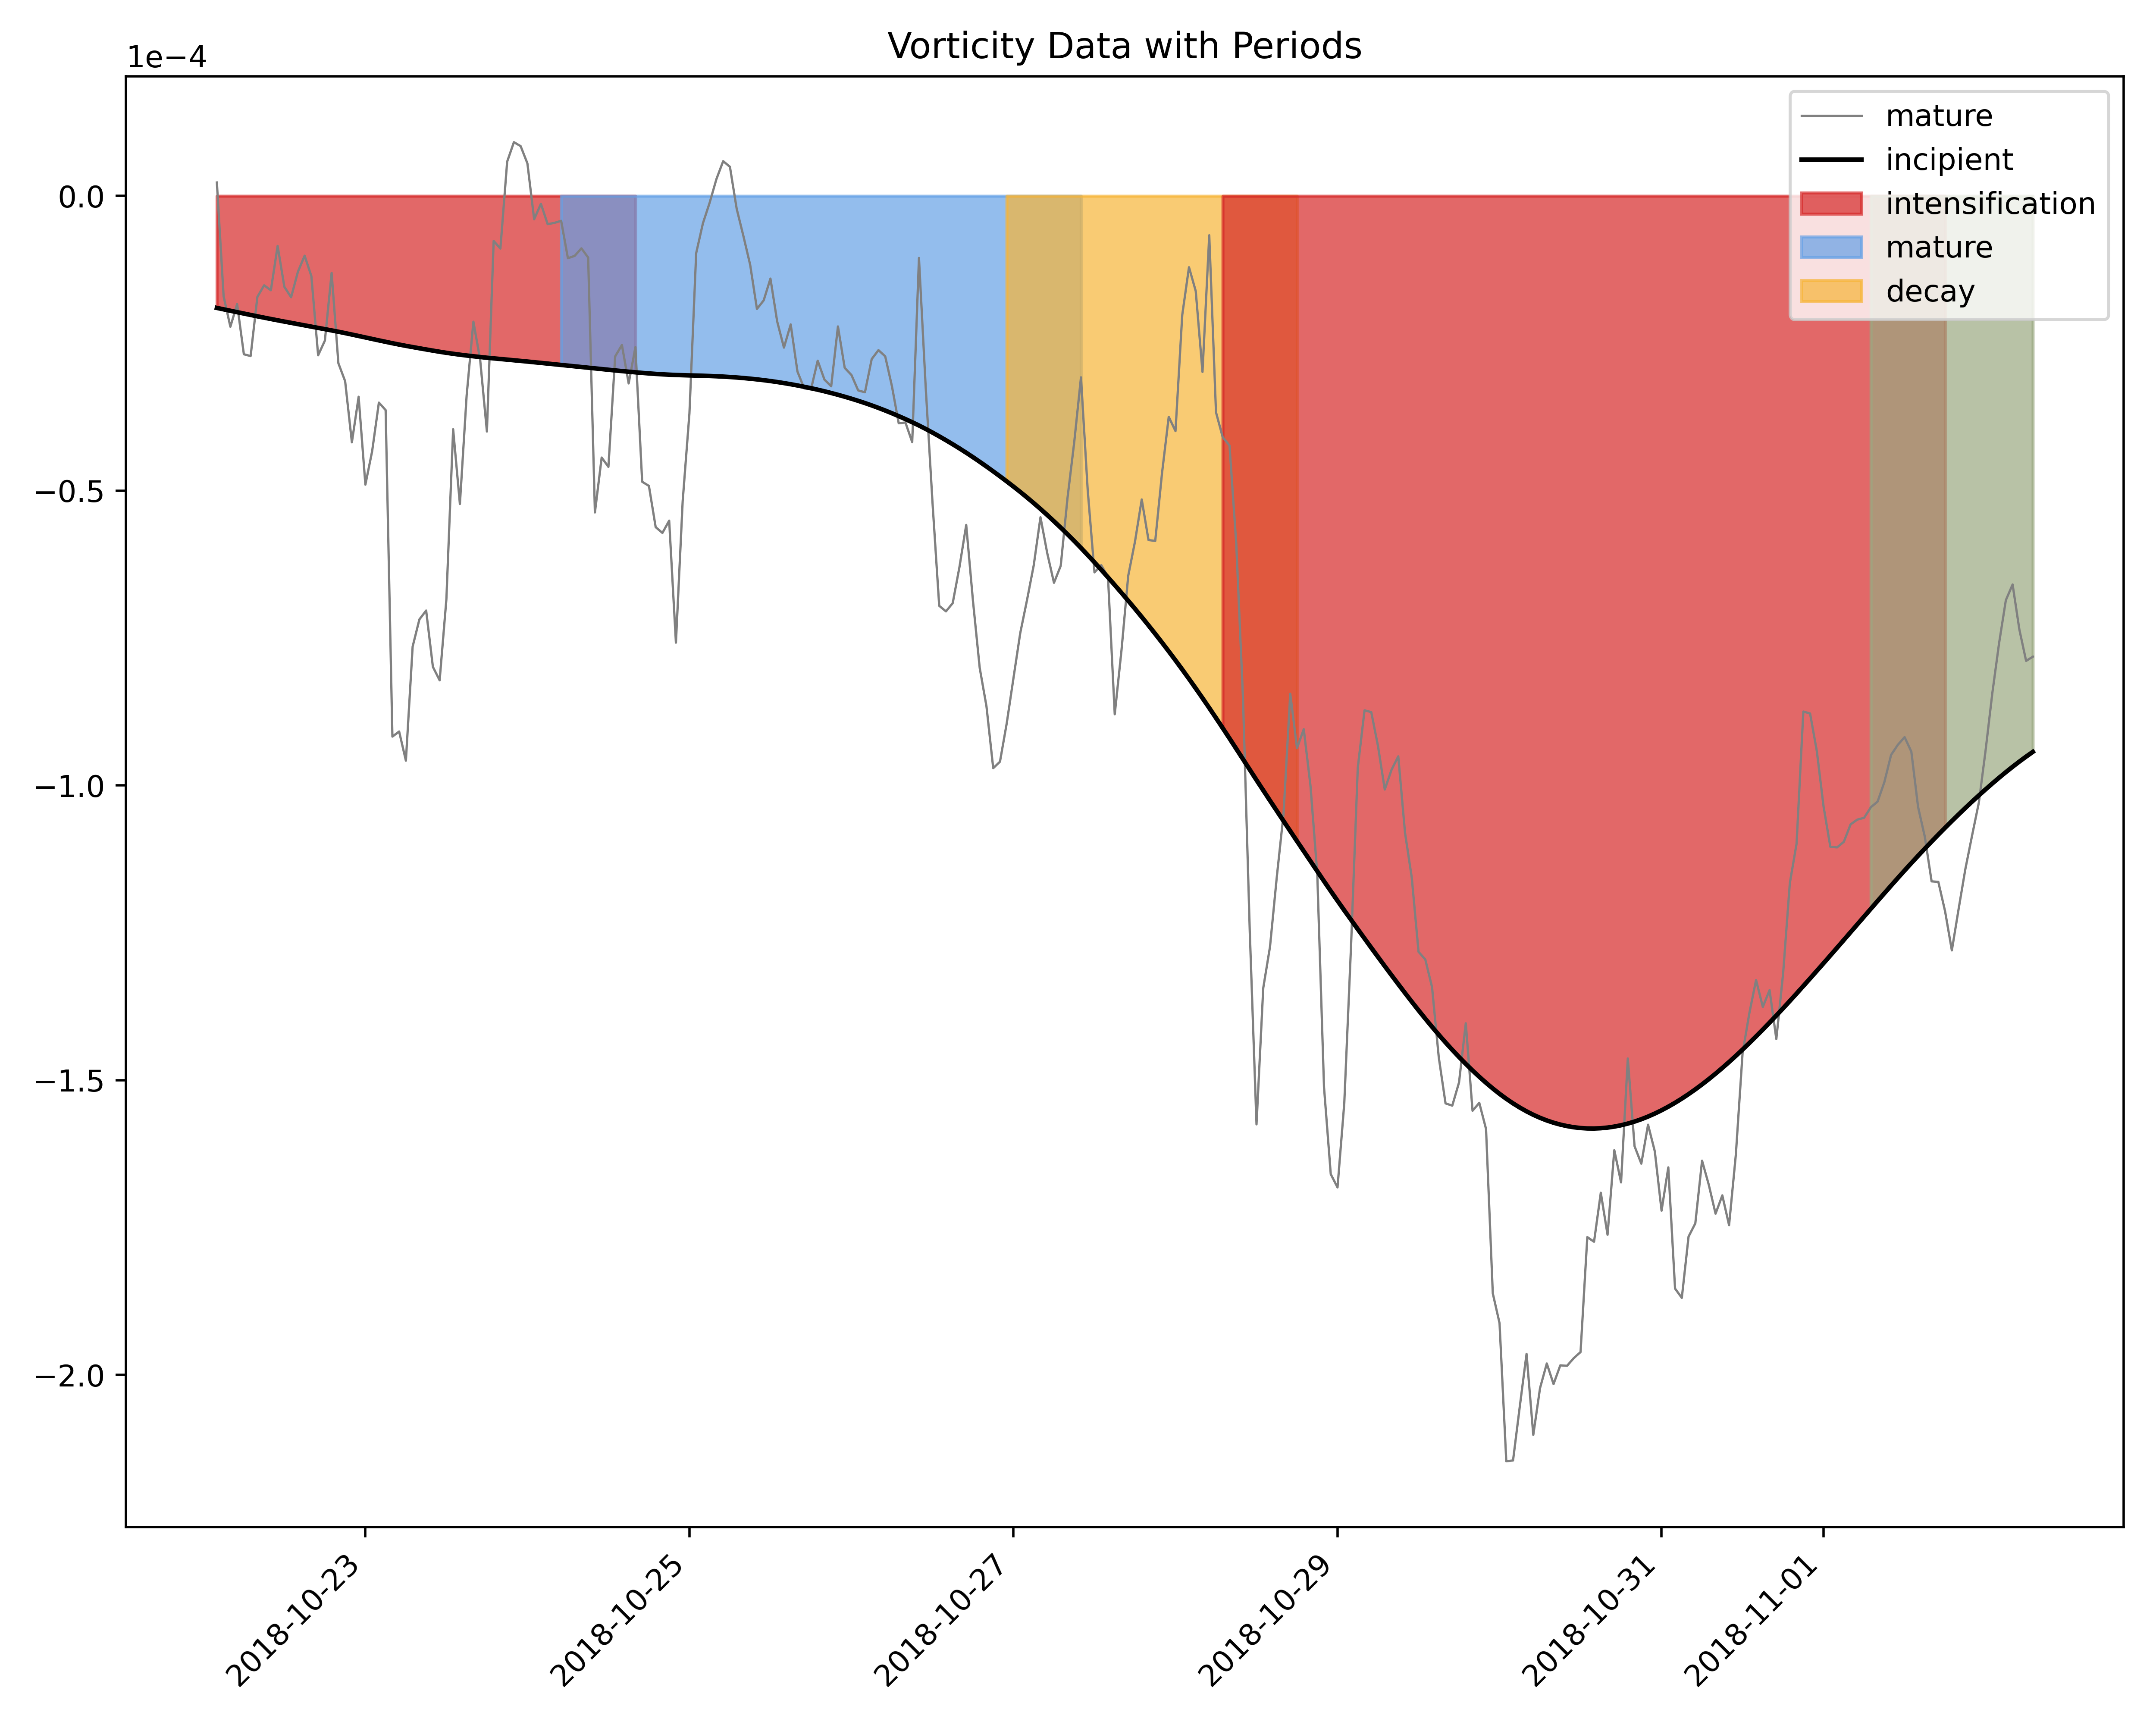 Vorticity Data with Periods
1e−4
mature
incipient
intensification
mature
decay
0.0
−0.5
−1.0
−1.5
−2.0
2018-10-23
2018-10-25
2018-10-27
2018-10-29
2018-10-31
2018-11-01